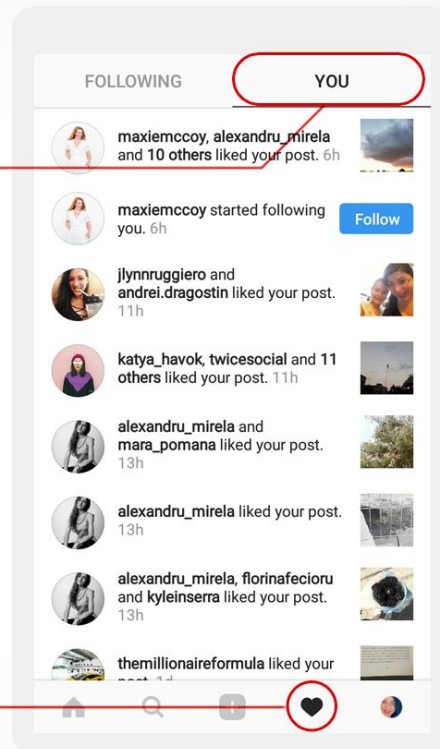 FOLLOWING YOU
maxiemccoy, alexandru_mirela
and 10 others liked your post. 6h
maxiemccoy started following
you. 6h
Follow
jlynnruggiero and
andrei.dragostin liked your post.
11h
katya_havok, twicesocial and 11
others liked your post. 11h
alexandru_mirela and
mara_pomana liked your post.
13h
alexandru_mirela liked your post.
13h
alexandru_mirela, florinafecioru
and kyleinserra liked your post.
13h
themillionaireformula liked your
post. 1d